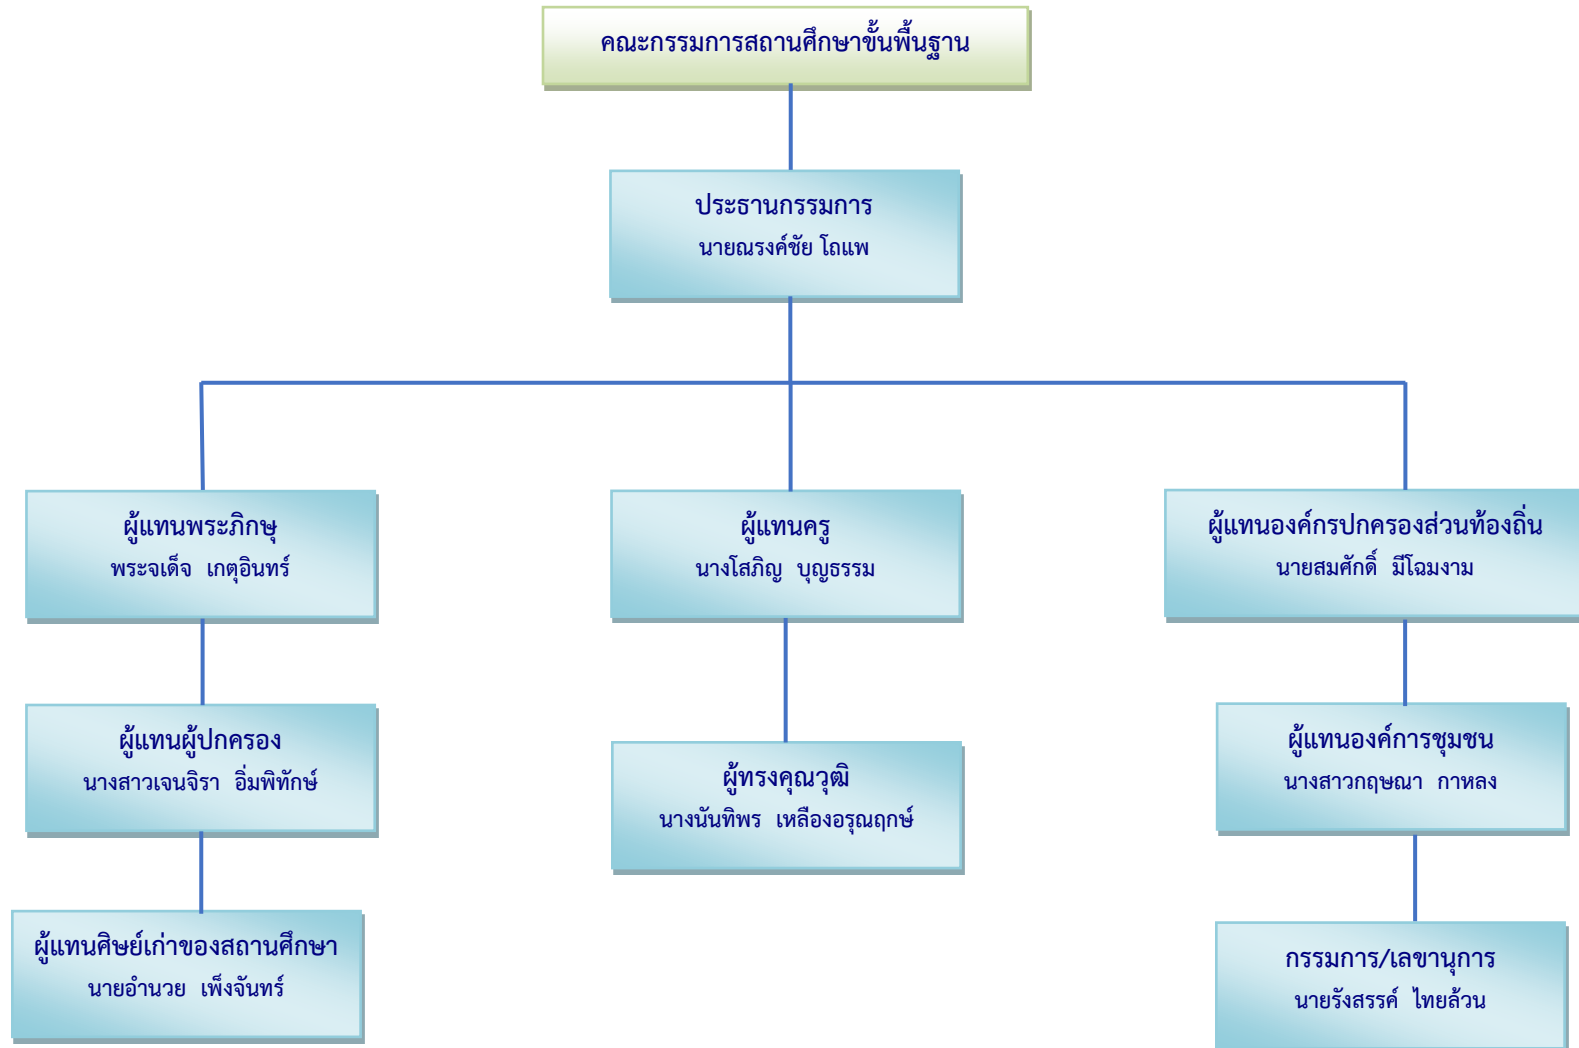 คณะกรรมการสถานศึกษาขั้นพื้นฐาน
ประธานกรรมการ
นายณรงค์ชัย โถแพ
ผู้แทนพระภิกษุ
พระจเด็จ เกตุอินทร์
ผู้แทนครู
นางโสภิญ บุญธรรม
ผู้แทนองค์กรปกครองส่วนท้องถิ่น
นายสมศักดิ์ มีโฉมงาม
ผู้แทนผู้ปกครอง
นางสาวเจนจิรา อิ่มพิทักษ์
ผู้ทรงคุณวุฒิ
นางนันทิพร เหลืองอรุณฤกษ์
ผู้แทนองค์การชุมชน
นางสาวกฤษณา กาหลง
ผู้แทนศิษย์เก่าของสถานศึกษา
นายอำนวย เพ็งจันทร์
กรรมการ/เลขานุการ
นายรังสรรค์ ไทยล้วน